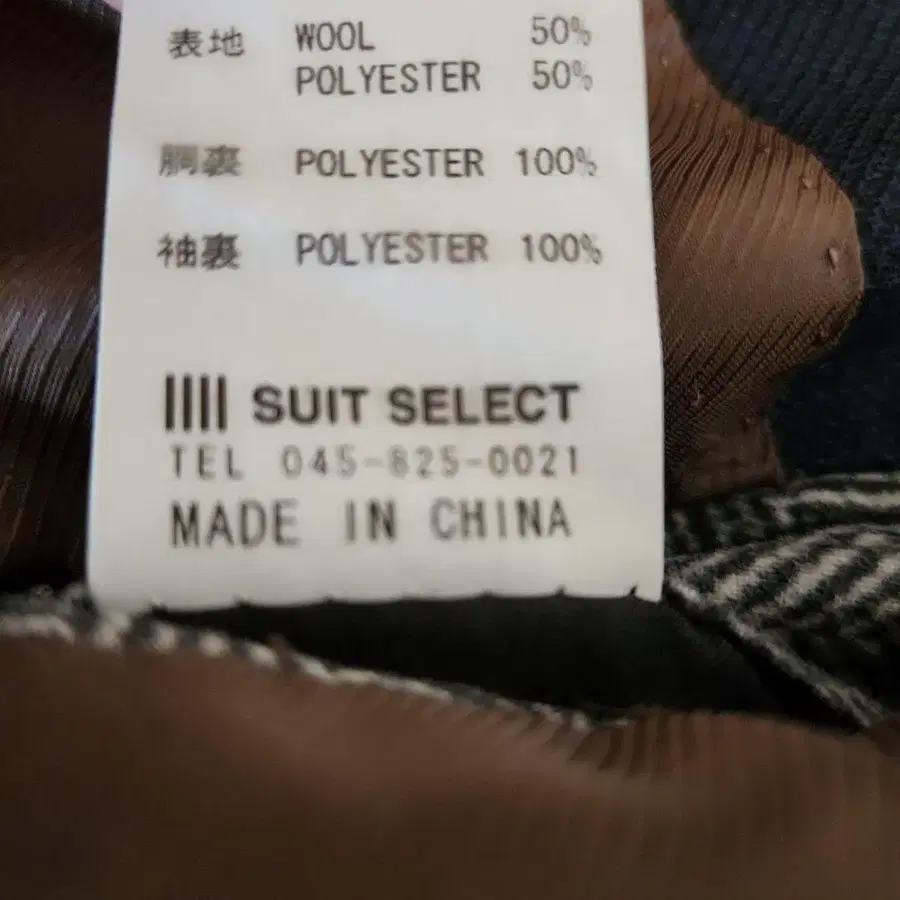 表地 WOOL 50%
POLYESTER 50%
胴裏 POLYESTER 100%
袖裏 POLYESTER 100%
SUIT SELECT
TEL 045-825-0021
MADE IN CHINA